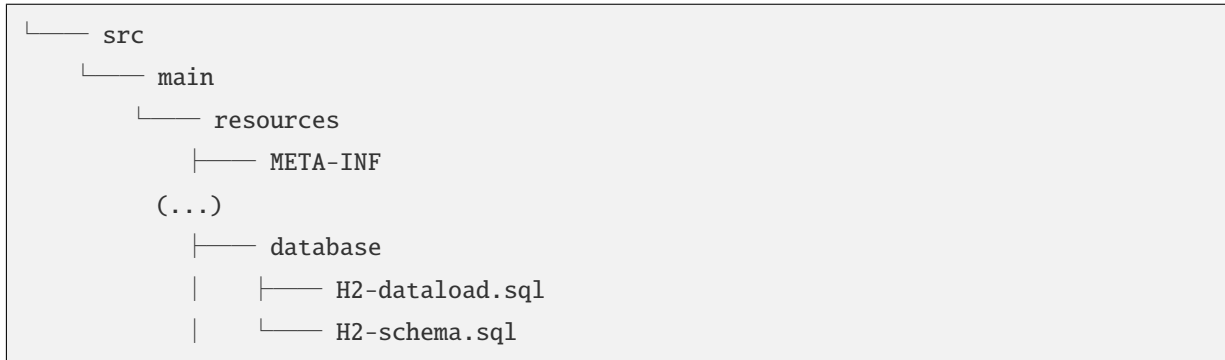 └──── src
    └──── main
        └──── resources
            ├──── META-INF
         (...)
            ├──── database
            │    ├──── H2-dataload.sql
            │    └──── H2-schema.sql